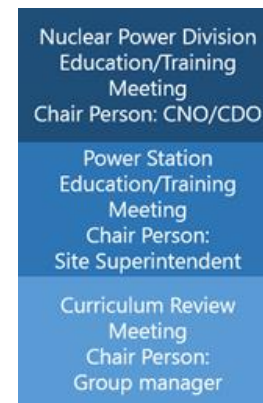 Nuclear Power Division
Education/Training
Meeting
Chair Person: CNO/CDO
Power Station
Education/Training
Meeting
Chair Person:
Site Superintendent
Curriculum Review
Meeting
Chair Person:
Group manager